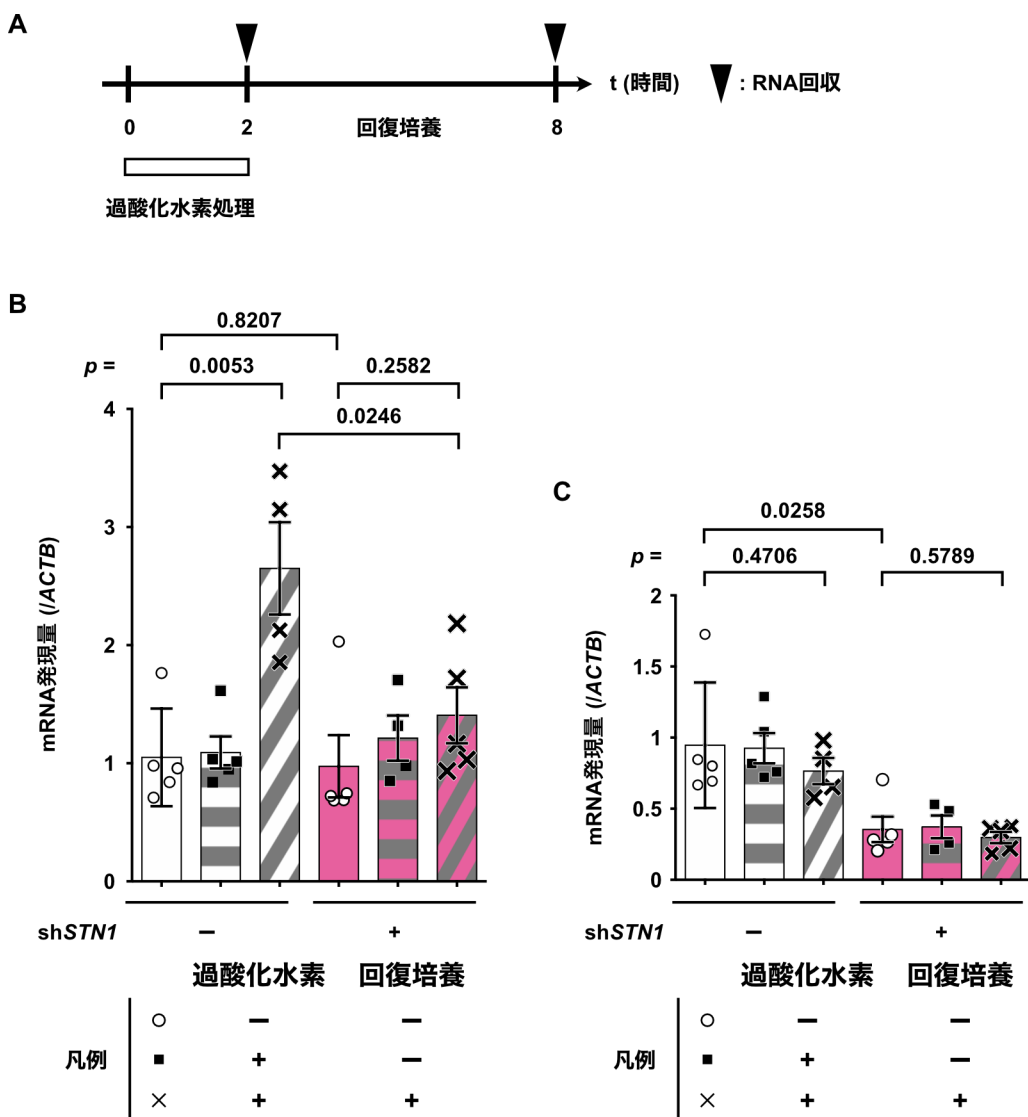 A
t (時間)
: RNA回収
0
2
回復培養
8
過酸化水素処理
B
0.8207
p =
0.0053
0.2582
0.0246
mRNA発現量 (/ACTB)
4
3
2
1
0
shSTN1
–
+
過酸化水素
回復培養
凡例
○ – –
■ + –
× + +
C
0.0258
p =
0.4706
0.5789
mRNA発現量 (/ACTB)
2
1.5
1
0.5
0
shSTN1
–
+
過酸化水素
回復培養
凡例
○ – –
■ + –
× + +